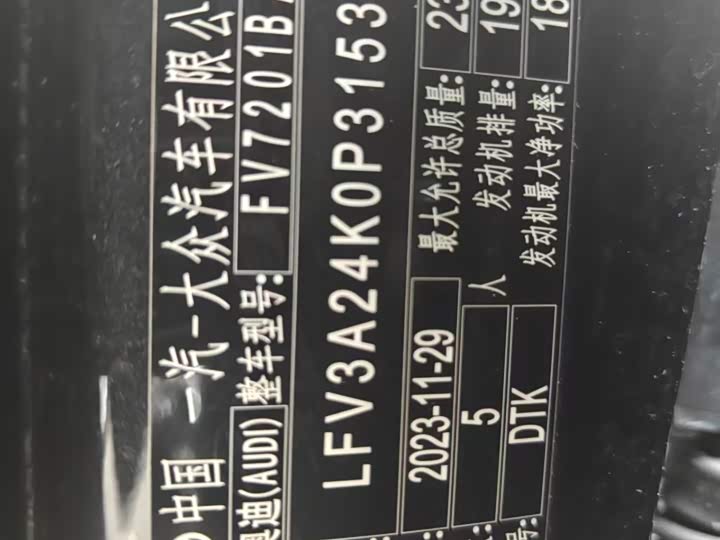 中国 一汽-大众汽车有限公
奥迪(AUDI) 整车型号: FV7201B
LFV3A24K0P3153
2023-11-29 最大允许总质量: 23
5 人 发动机排量: 19
号: DTK 发动机最大净功率: 18